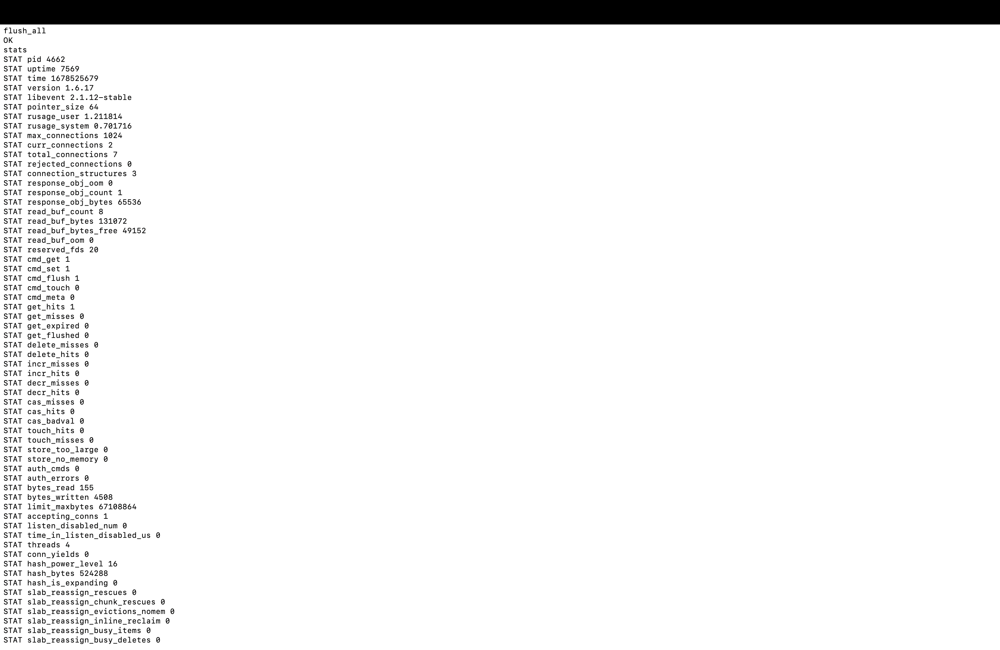 flush_all
OK
stats
STAT pid 4662
STAT uptime 7569
STAT time 1678525679
STAT version 1.6.17
STAT libevent 2.1.12-stable
STAT pointer_size 64
STAT rusage_user 1.211814
STAT rusage_system 0.701716
STAT max_connections 1024
STAT curr_connections 2
STAT total_connections 7
STAT rejected_connections 0
STAT connection_structures 3
STAT response_obj_oom 0
STAT response_obj_count 1
STAT response_obj_bytes 65536
STAT read_buf_count 8
STAT read_buf_bytes 131072
STAT read_buf_bytes_free 49152
STAT read_buf_oom 0
STAT reserved_fds 20
STAT cmd_get 1
STAT cmd_set 1
STAT cmd_flush 1
STAT cmd_touch 0
STAT cmd_meta 0
STAT get_hits 1
STAT get_misses 0
STAT get_expired 0
STAT get_flushed 0
STAT delete_misses 0
STAT delete_hits 0
STAT incr_misses 0
STAT incr_hits 0
STAT decr_misses 0
STAT decr_hits 0
STAT cas_misses 0
STAT cas_hits 0
STAT cas_badval 0
STAT touch_hits 0
STAT touch_misses 0
STAT store_too_large 0
STAT store_no_memory 0
STAT auth_cmds 0
STAT auth_errors 0
STAT bytes_read 155
STAT bytes_written 4508
STAT limit_maxbytes 67108864
STAT accepting_conns 1
STAT listen_disabled_num 0
STAT time_in_listen_disabled_us 0
STAT threads 4
STAT conn_yields 0
STAT hash_power_level 16
STAT hash_bytes 524288
STAT hash_is_expanding 0
STAT slab_reassign_rescues 0
STAT slab_reassign_chunk_rescues 0
STAT slab_reassign_evictions_nomem 0
STAT slab_reassign_inline_reclaim 0
STAT slab_reassign_busy_items 0
STAT slab_reassign_busy_deletes 0